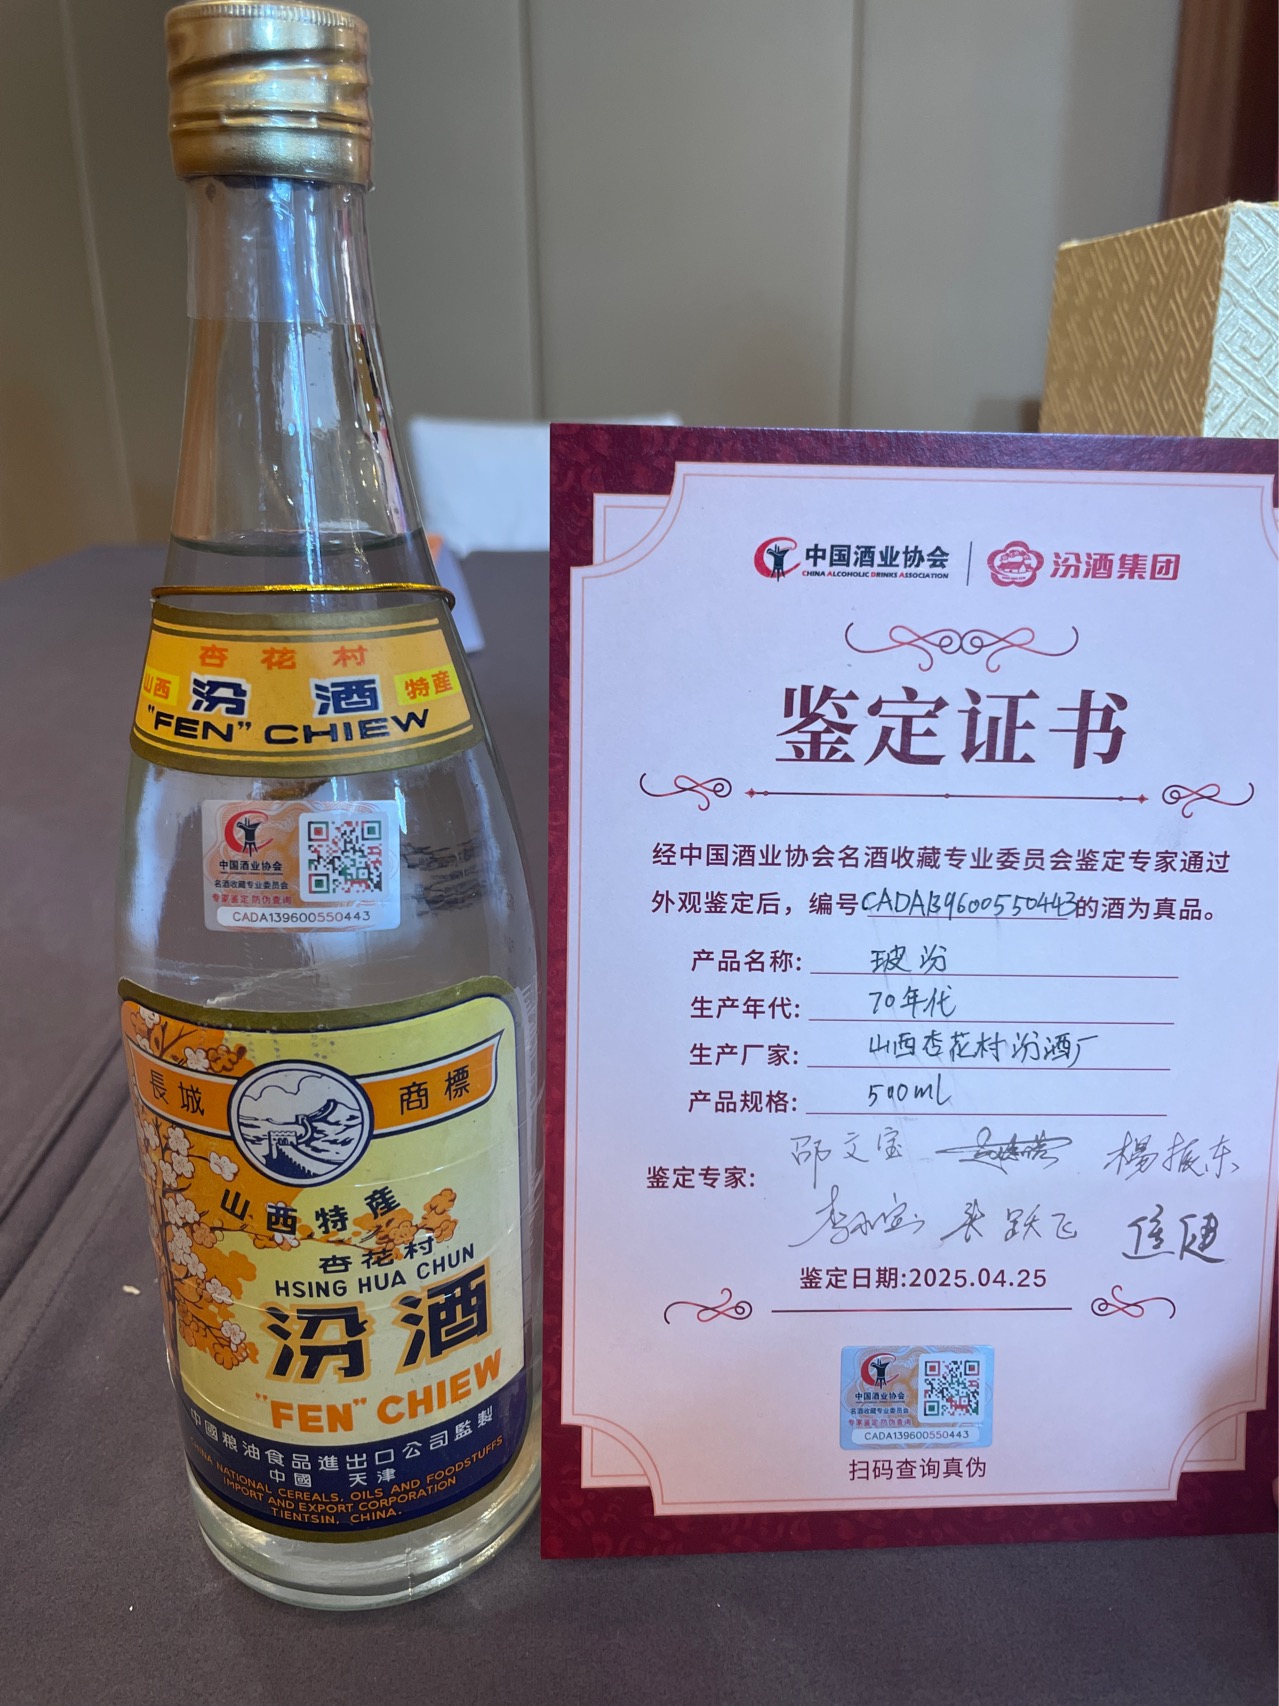 杏花村
山西 汾酒 特產
"FEN" CHIEW
中国酒业协会
名酒收藏专业委员会
专家鉴定 防伪查询
CADA139600550443
長城 商標
山西特產
杏花村
HSING HUA CHUN
汾酒
"FEN" CHIEW
中國粮油食品進出口公司監製
中國 天津
CHINA NATIONAL CEREALS, OILS AND FOODSTUFFS
IMPORT AND EXPORT CORPORATION
TIENTSIN, CHINA.
中国酒业协会 汾酒集团
CHINA ALCOHOLIC DRINKS ASSOCIATION
鉴定证书
经中国酒业协会名酒收藏专业委员会鉴定专家通过
外观鉴定后，编号CADA139600550443的酒为真品。
产品名称: 玻汾
生产年代: 70年代
生产厂家: 山西杏花村汾酒厂
产品规格: 500ml
邵文宝 杨振东
鉴定专家:
张跃飞 侯健
鉴定日期:2025.04.25
中国酒业协会
名酒收藏专业委员会
专家鉴定 防伪查询
CADA139600550443
扫码查询真伪